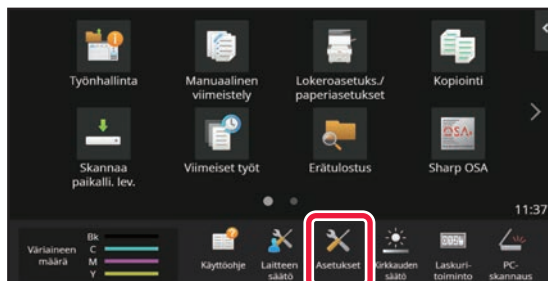 Työnhallinta
Manuaalinen
viimeistely
Lokeroasetuks./
paperiasetukset
Kopiointi
Skannaa
paikalli. lev.
Viimeiset työt
Erätulostus
OSA
Sharp OSA
11:37
Väriaineen
määrä
Bk
C
M
Y
Käyttöohje
Laitteen
säätö
Asetukset
Kirkkauden
säätö
Laskuri-
toiminto
PC-
skannaus